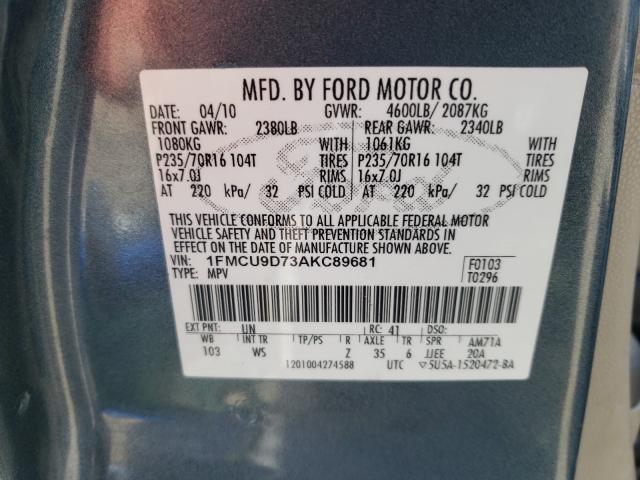 MFD. BY FORD MOTOR CO.
DATE: 04/10 GVWR: 4600LB/ 2087KG
FRONT GAWR: 2380LB REAR GAWR: 2340LB
1080KG WITH 1061KG WITH
P235/70R16 104T TIRES P235/70R16 104T TIRES
16x7.0J RIMS 16x7.0J RIMS
AT 220 kPa/ 32 PSI COLD AT 220 kPa/ 32 PSI COLD
THIS VEHICLE CONFORMS TO ALL APPLICABLE FEDERAL MOTOR
VEHICLE SAFETY AND THEFT PREVENTION STANDARDS IN
EFFECT ON THE DATE OF MANUFACTURE SHOWN ABOVE.
VIN: 1FMCU9D73AKC89681 F0103
TYPE: MPV T0296
EXT PNT: UN RC: 41 DSO:
WB INT TR TP/PS R AXLE TR SPR AM71A
103 WS Z 35 6 JJEE 20A
1201004274588 UTC 5U5A-1520472-BA